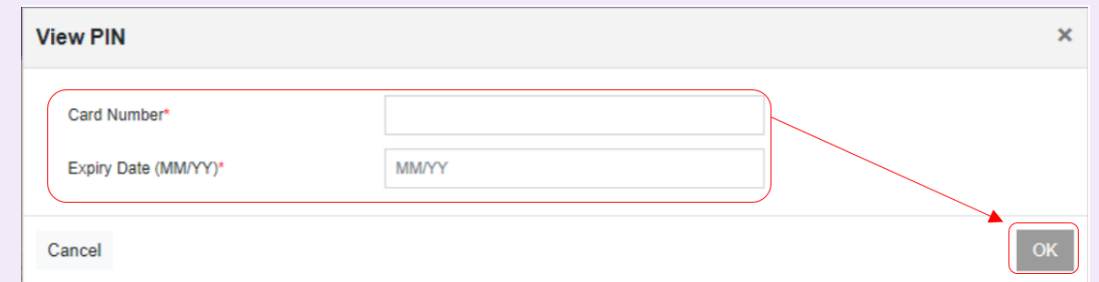 View PIN ×
Card Number*
Expiry Date (MM/YY)* MM/YY
Cancel OK